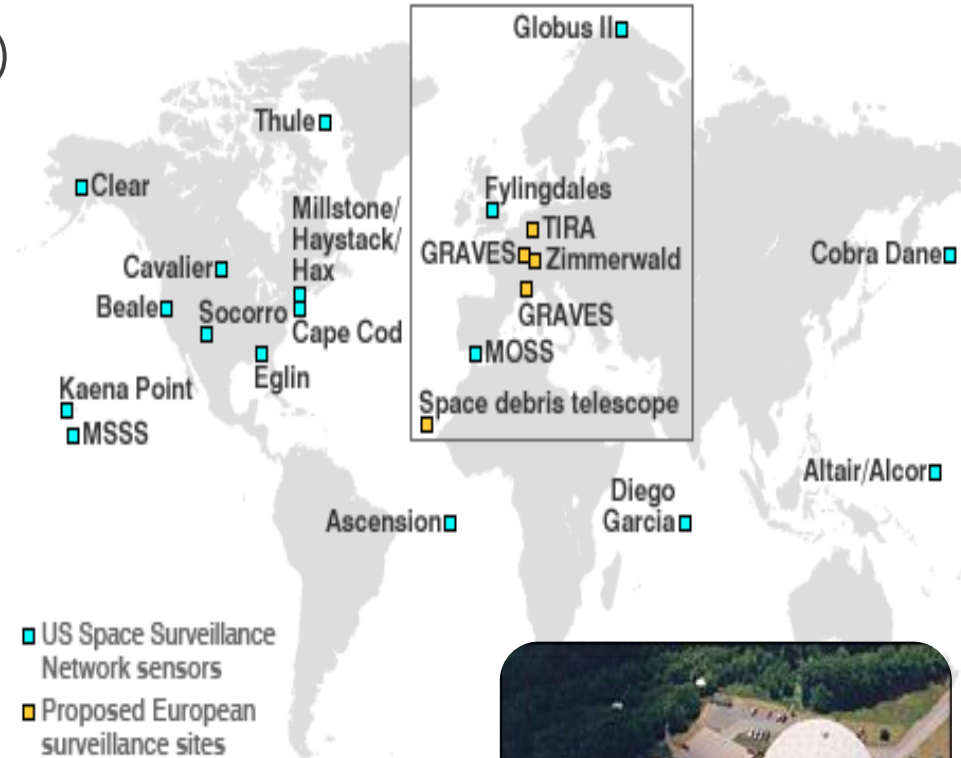 )
Globus II
Thule
Clear
Fylingdales
Millstone/
Haystack/
Hax
TIRA
GRAVES
Zimmerwald
Cobra Dane
Cavalier
Beale
Socorro
Cape Cod
GRAVES
MOSS
Eglin
Kaena Point
Space debris telescope
MSSS
Altair/Alcor
Diego
Garcia
Ascension
US Space Surveillance
Network sensors
Proposed European
surveillance sites